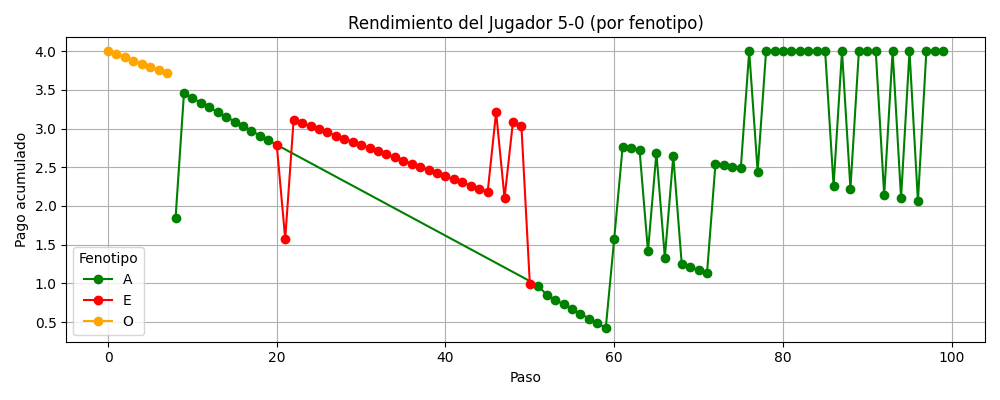 Rendimiento del Jugador 5-0 (por fenotipo)
Pago acumulado
4.0
3.5
3.0
2.5
2.0
1.5
1.0
0.5
Fenotipo
A
E
O
0 20 40 60 80 100
Paso